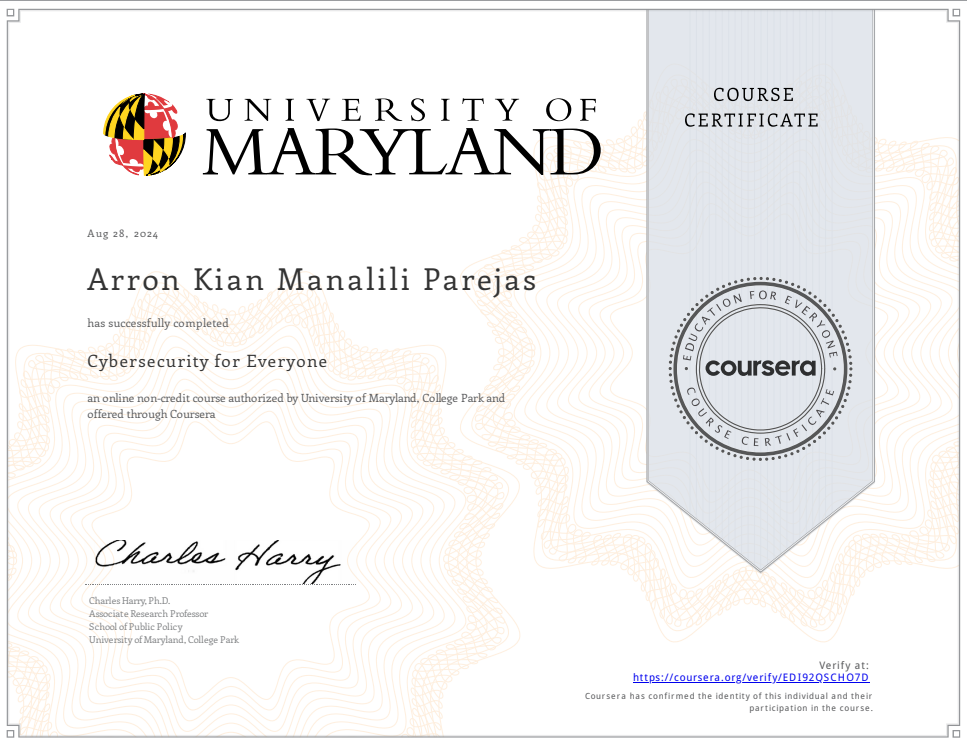 UNIVERSITY OF
MARYLAND
COURSE
CERTIFICATE
Aug 28, 2024
Arron Kian Manalili Parejas
has successfully completed
Cybersecurity for Everyone
an online non-credit course authorized by University of Maryland, College Park and
offered through Coursera
EDUCATION FOR EVERYONE
coursera
COURSE CERTIFICATE
Charles Harry
Charles Harry, Ph.D.
Associate Research Professor
School of Public Policy
University of Maryland, College Park
Verify at:
https://coursera.org/verify/EDI92QSCHO7D
Coursera has confirmed the identity of this individual and their
participation in the course.